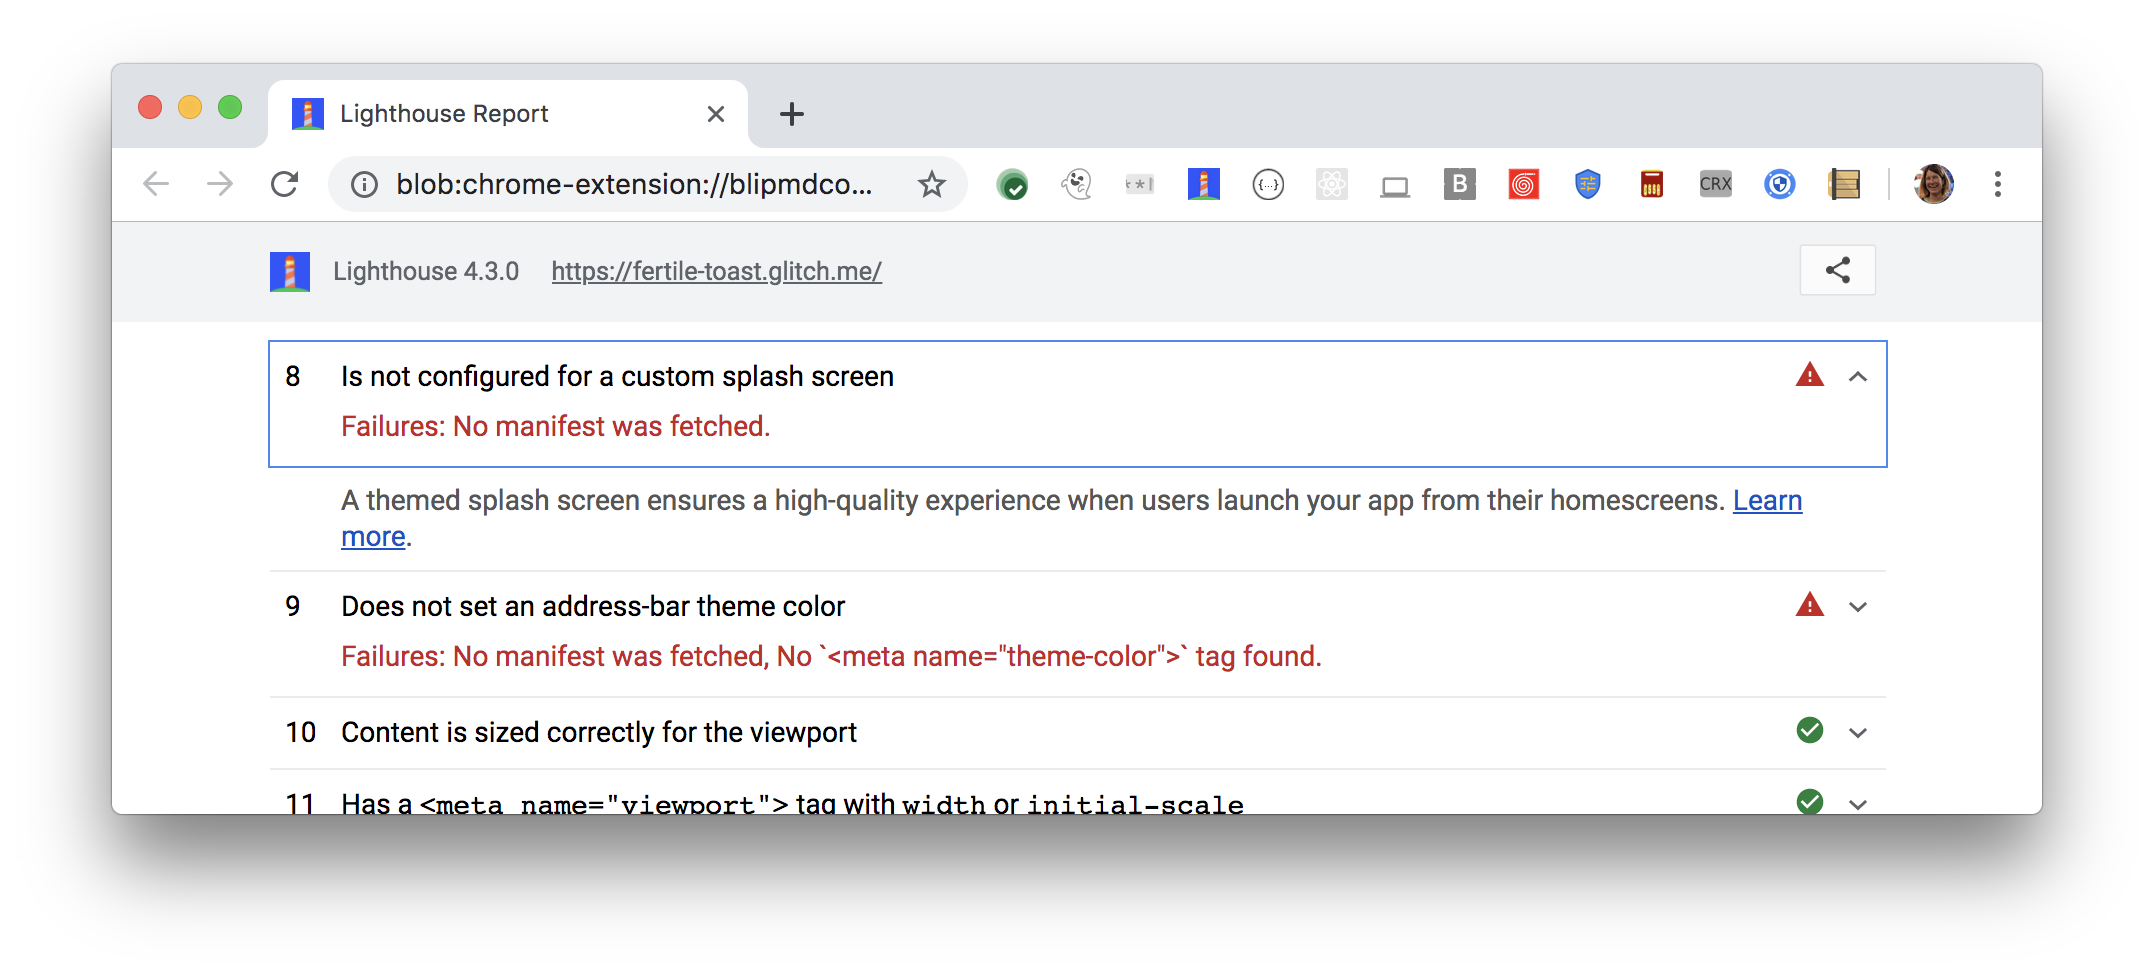 Lighthouse Report
blob:chrome-extension://blipmdco...
**|
{...}
B
CRX
Lighthouse 4.3.0 https://fertile-toast.glitch.me/
8 Is not configured for a custom splash screen
Failures: No manifest was fetched.
A themed splash screen ensures a high-quality experience when users launch your app from their homescreens. Learn
more.
9 Does not set an address-bar theme color
Failures: No manifest was fetched, No `<meta name="theme-color">` tag found.
10 Content is sized correctly for the viewport
11 Has a <meta name="viewport"> tag with width or initial-scale